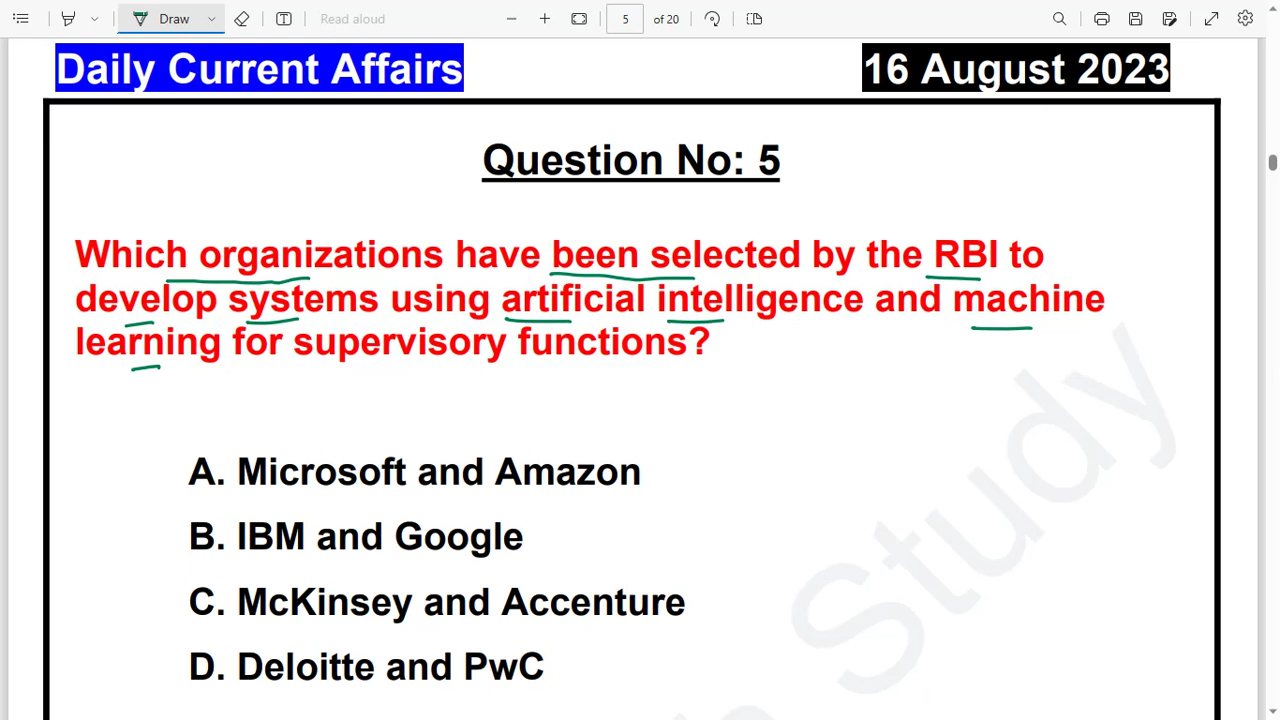 Draw
Read aloud
5 of 20
Daily Current Affairs 16 August 2023
Question No: 5
Which organizations have been selected by the RBI to
develop systems using artificial intelligence and machine
learning for supervisory functions?
A. Microsoft and Amazon
B. IBM and Google
C. McKinsey and Accenture
D. Deloitte and PwC
Study